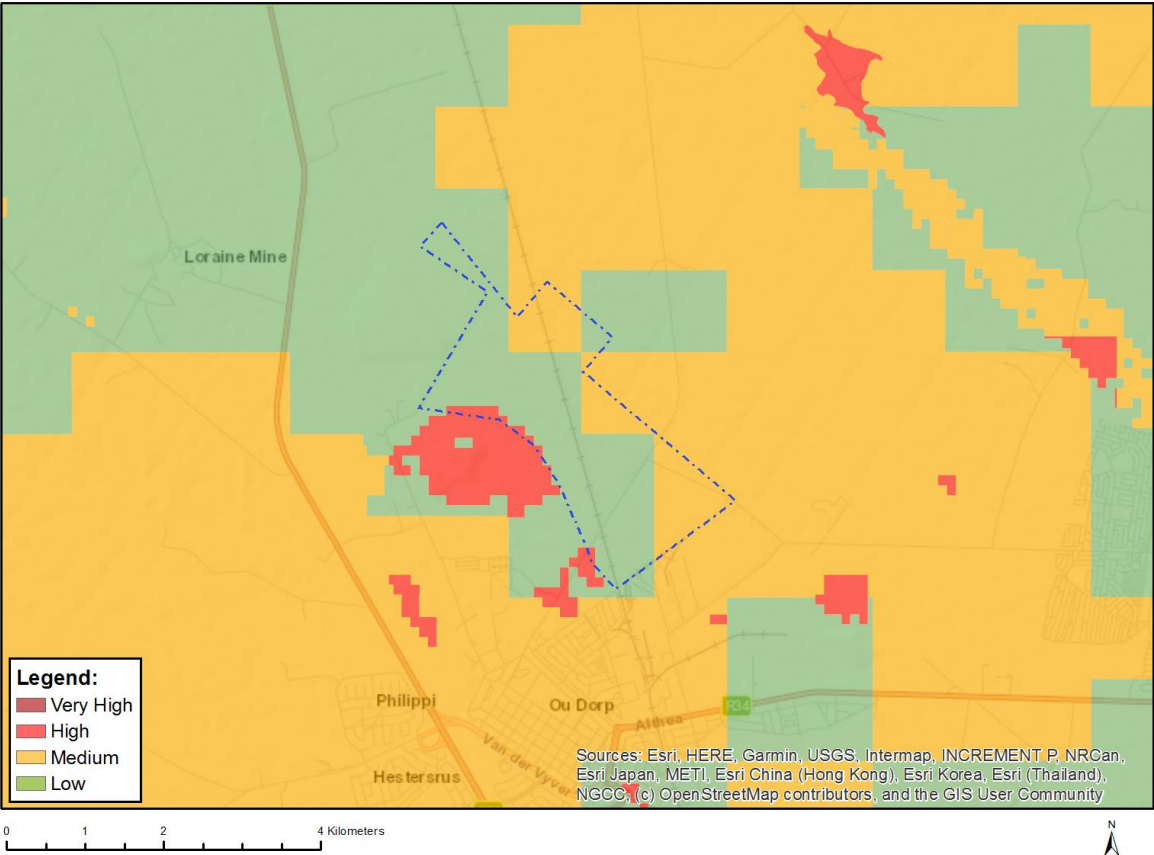 Loraine Mine
Legend:
Very High
High
Medium
Low
Philippi
Ou Dorp
R34
Althea
Van der Vyver
Hestersrus
Sources: Esri, HERE, Garmin, USGS, Intermap, INCREMENT P, NRCan,
Esri Japan, METI, Esri China (Hong Kong), Esri Korea, Esri (Thailand),
NGCC, (c) OpenStreetMap contributors, and the GIS User Community
0 1 2 4 Kilometers
N